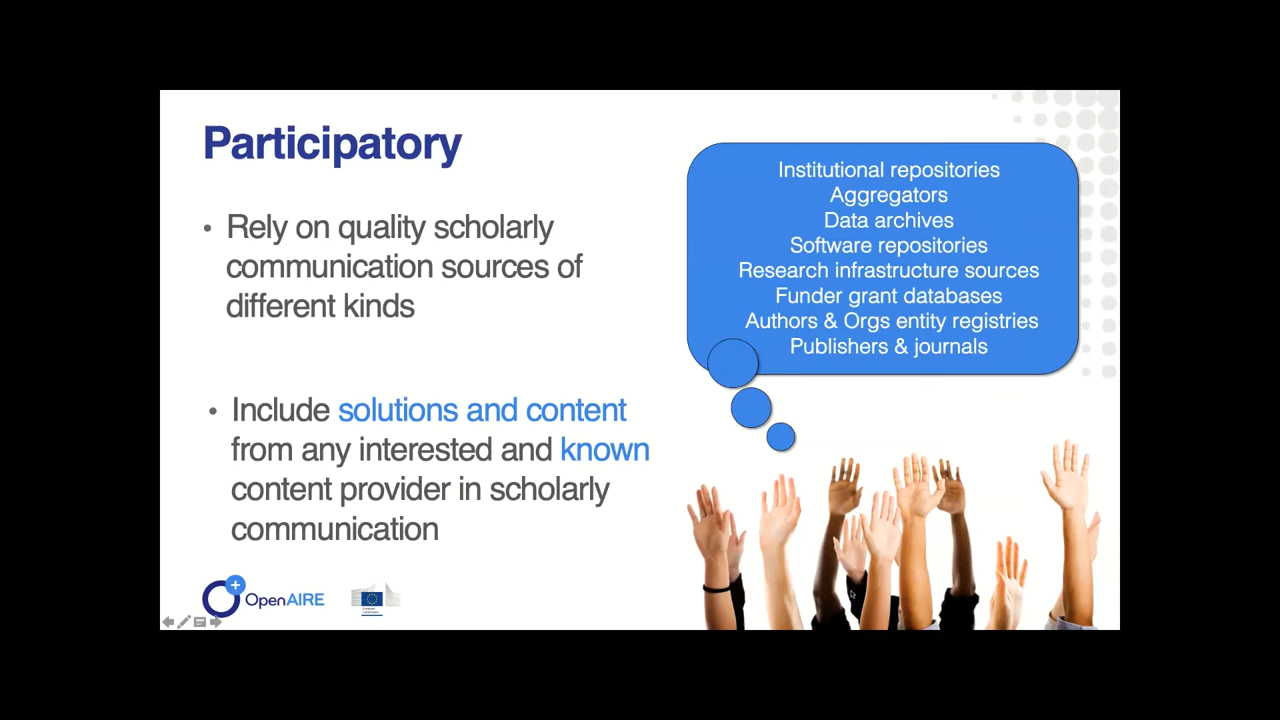 Participatory
• Rely on quality scholarly
communication sources of
different kinds
• Include solutions and content
from any interested and known
content provider in scholarly
communication
Institutional repositories
Aggregators
Data archives
Software repositories
Research infrastructure sources
Funder grant databases
Authors & Orgs entity registries
Publishers & journals
OpenAIRE